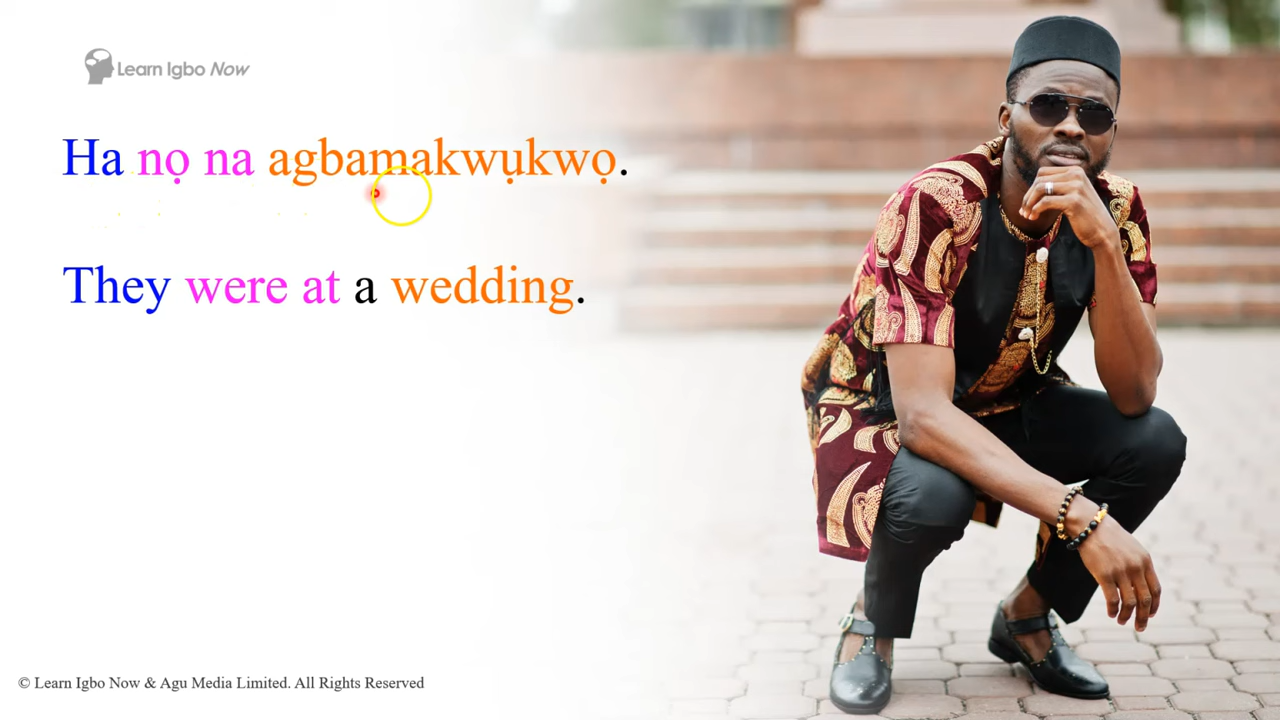 Learn Igbo Now
Ha nọ na agbamakwụkwọ.
They were at a wedding.
© Learn Igbo Now & Agu Media Limited. All Rights Reserved